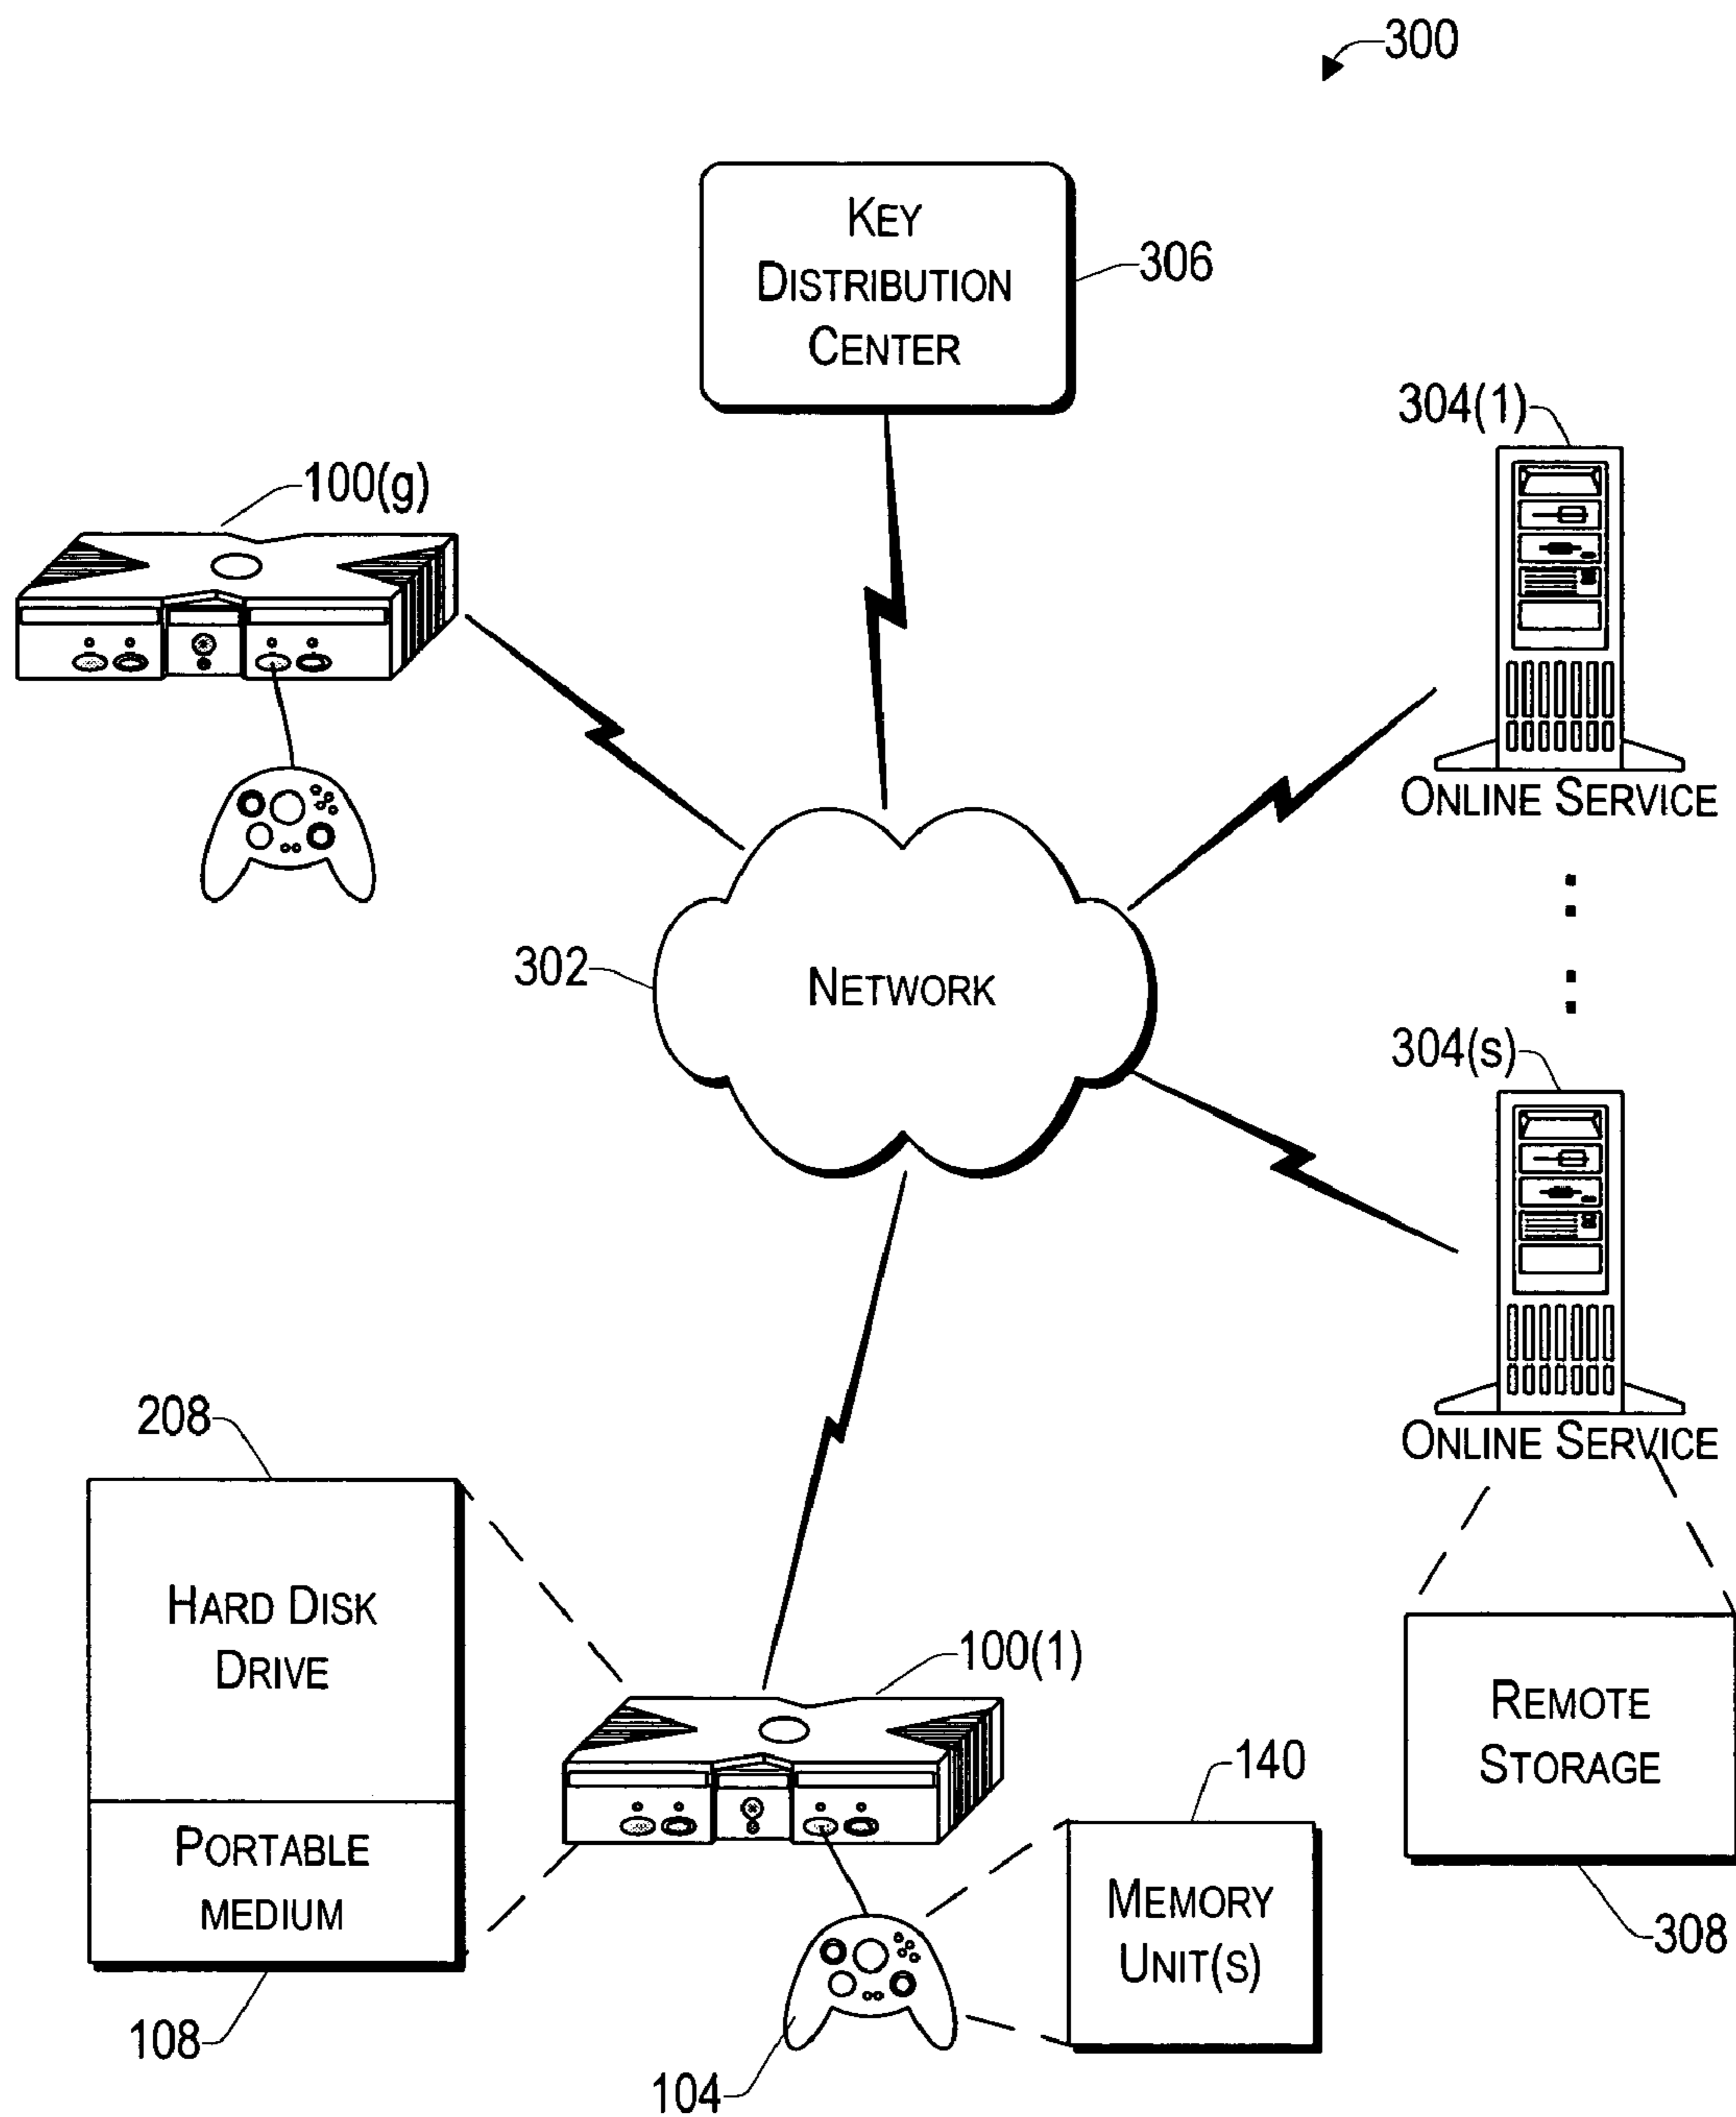 300
KEY
DISTRIBUTION
CENTER
306
304(1)
100(g)
ONLINE SERVICE
302
NETWORK
304(s)
ONLINE SERVICE
208
HARD DISK
DRIVE
PORTABLE
MEDIUM
108
100(1)
140
MEMORY
UNIT(S)
104
REMOTE
STORAGE
308